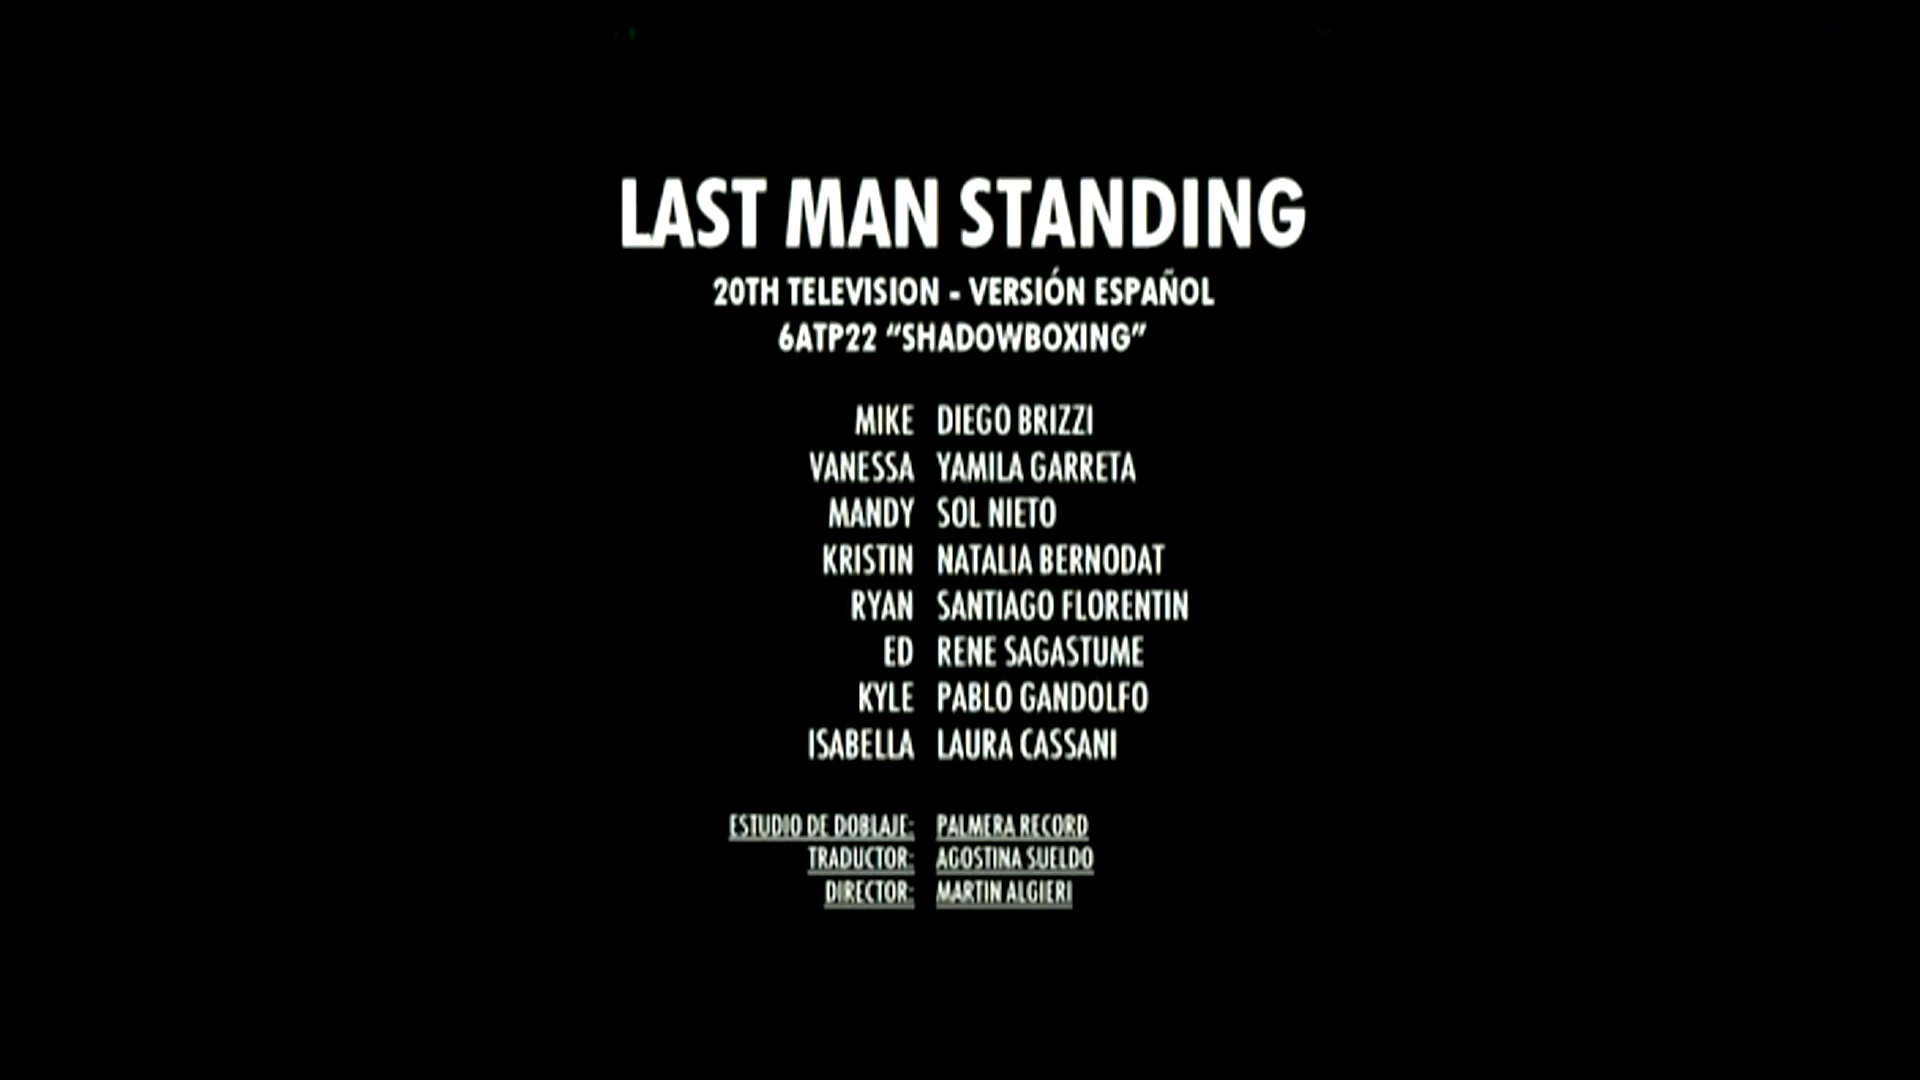 LAST MAN STANDING
20TH TELEVISION - VERSIÓN ESPAÑOL
6ATP22 “SHADOWBOXING”
MIKE DIEGO BRIZZI
VANESSA YAMILA GARRETA
MANDY SOL NIETO
KRISTIN NATALIA BERNODAT
RYAN SANTIAGO FLORENTIN
ED RENE SAGASTUME
KYLE PABLO GANDOLFO
ISABELLA LAURA CASSANI
ESTUDIO DE DOBLAJE: PALMERA RECORD
TRADUCTOR: AGOSTINA SUELDO
DIRECTOR: MARTIN ALGIERI